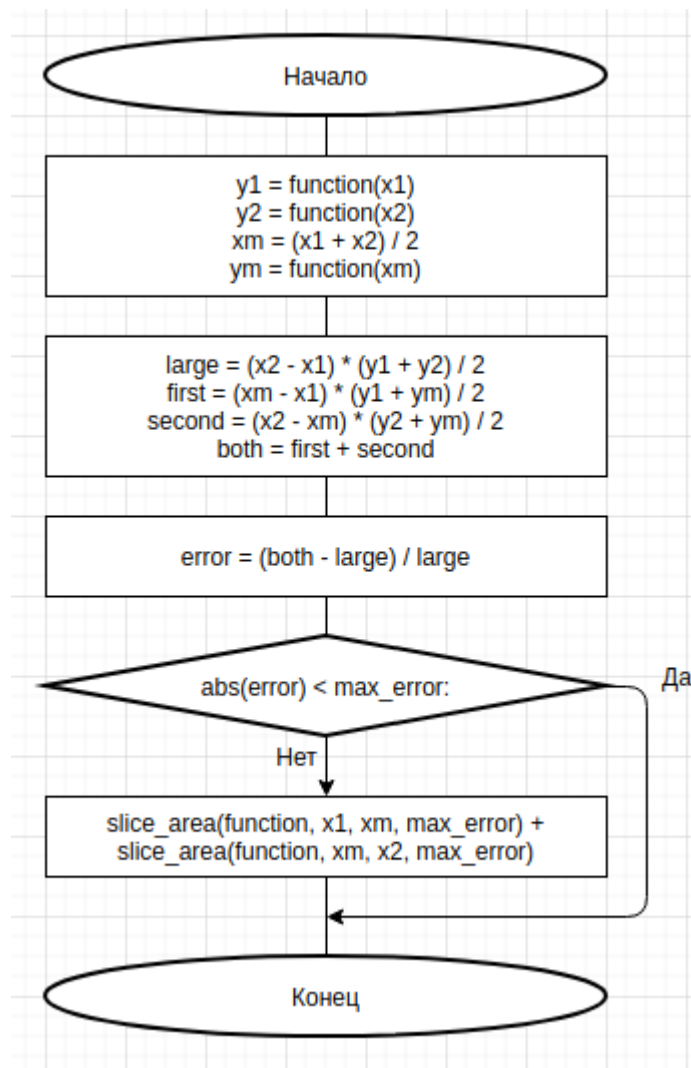 Начало
y1 = function(x1)
y2 = function(x2)
xm = (x1 + x2) / 2
ym = function(xm)
large = (x2 - x1) * (y1 + y2) / 2
first = (xm - x1) * (y1 + ym) / 2
second = (x2 - xm) * (y2 + ym) / 2
both = first + second
error = (both - large) / large
abs(error) < max_error:
Да
Нет
slice_area(function, x1, xm, max_error) +
slice_area(function, xm, x2, max_error)
Конец